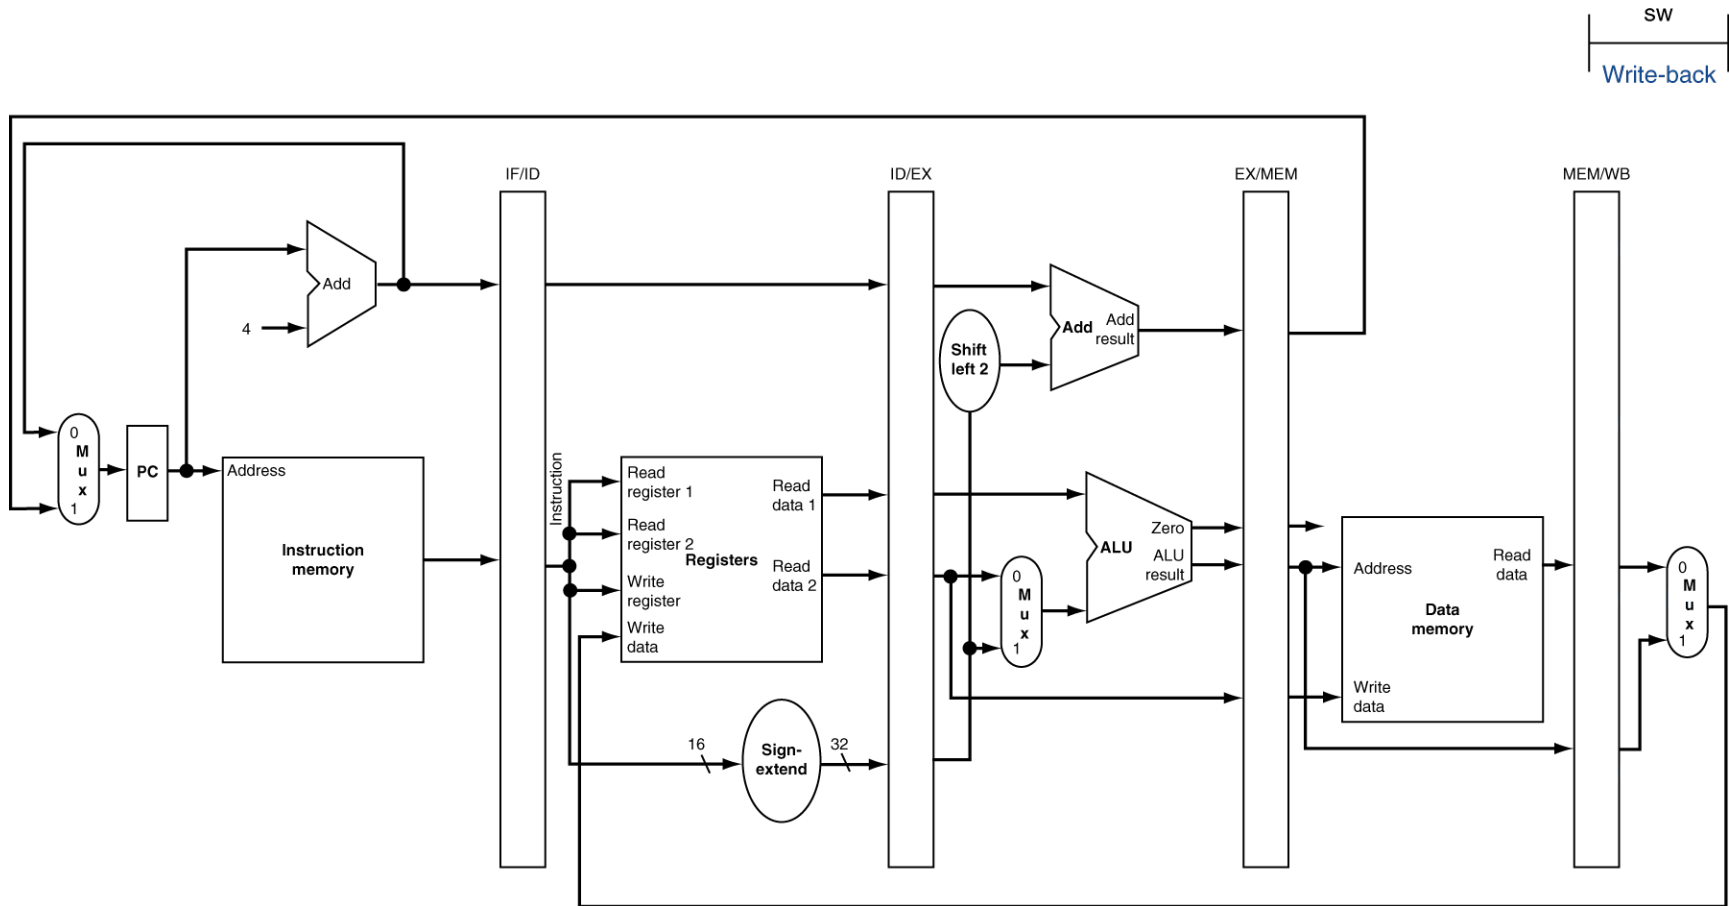 SW
Write-back
IF/ID
ID/EX
EX/MEM
MEM/WB
Add
4
Add
Add
result
Shift
left 2
0
M
u
x
1
PC
Address
Instruction
memory
Instruction
Read
register 1
Read
register 2
Write
register
Write
data
Registers
Read
data 1
Read
data 2
16
Sign-
extend
32
0
M
u
x
1
Zero
ALU
ALU
result
Address
Read
data
Data
memory
Write
data
0
M
u
x
1